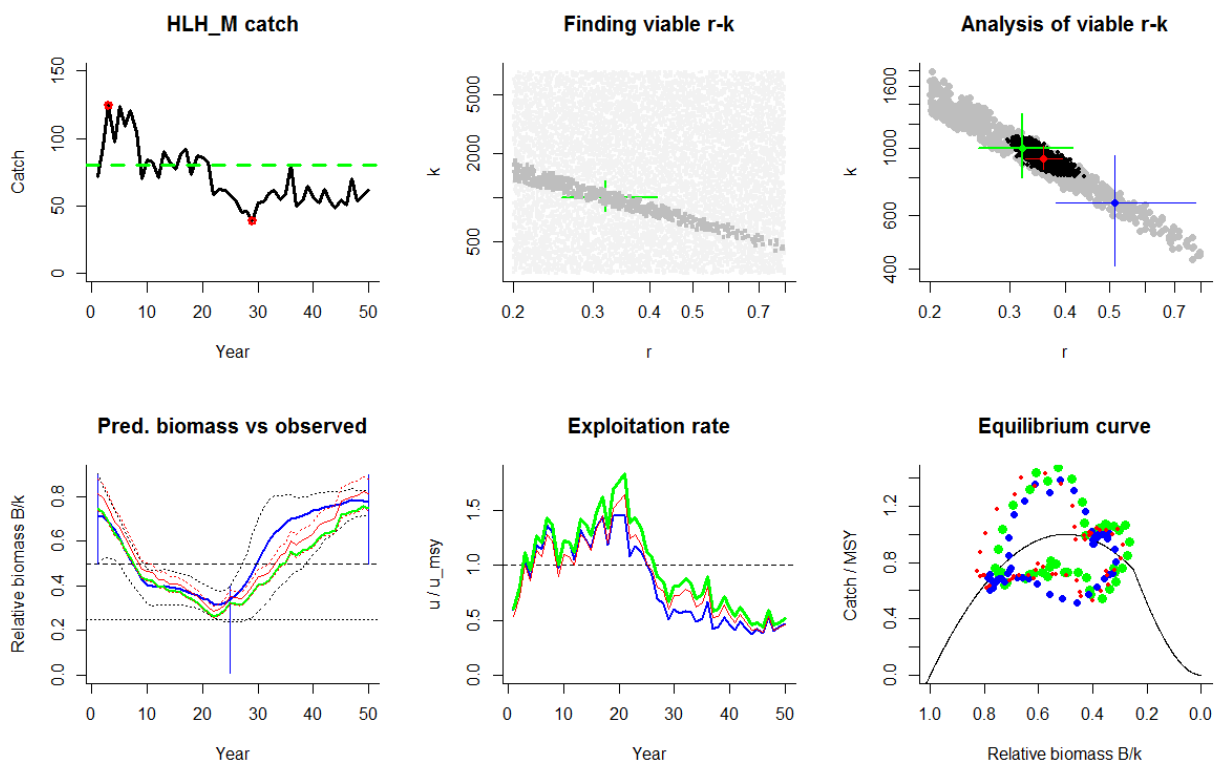 HLH_M catch
Catch
150
100
50
0
0 10 20 30 40 50
Year
Finding viable r-k
k
5000
2000
500
0.2 0.3 0.5 0.7
r
Analysis of viable r-k
k
1600
1000
600
400
0.2 0.3 0.4 0.5 0.7
r
Pred. biomass vs observed
Relative biomass B/k
0.8
0.6
0.4
0.2
0.0
0 10 20 30 40 50
Year
Exploitation rate
u / u_msy
1.5
1.0
0.5
0.0
0 10 20 30 40 50
Year
Equilibrium curve
Catch / MSY
1.2
0.8
0.4
0.0
1.0 0.8 0.6 0.4 0.2 0.0
Relative biomass B/k